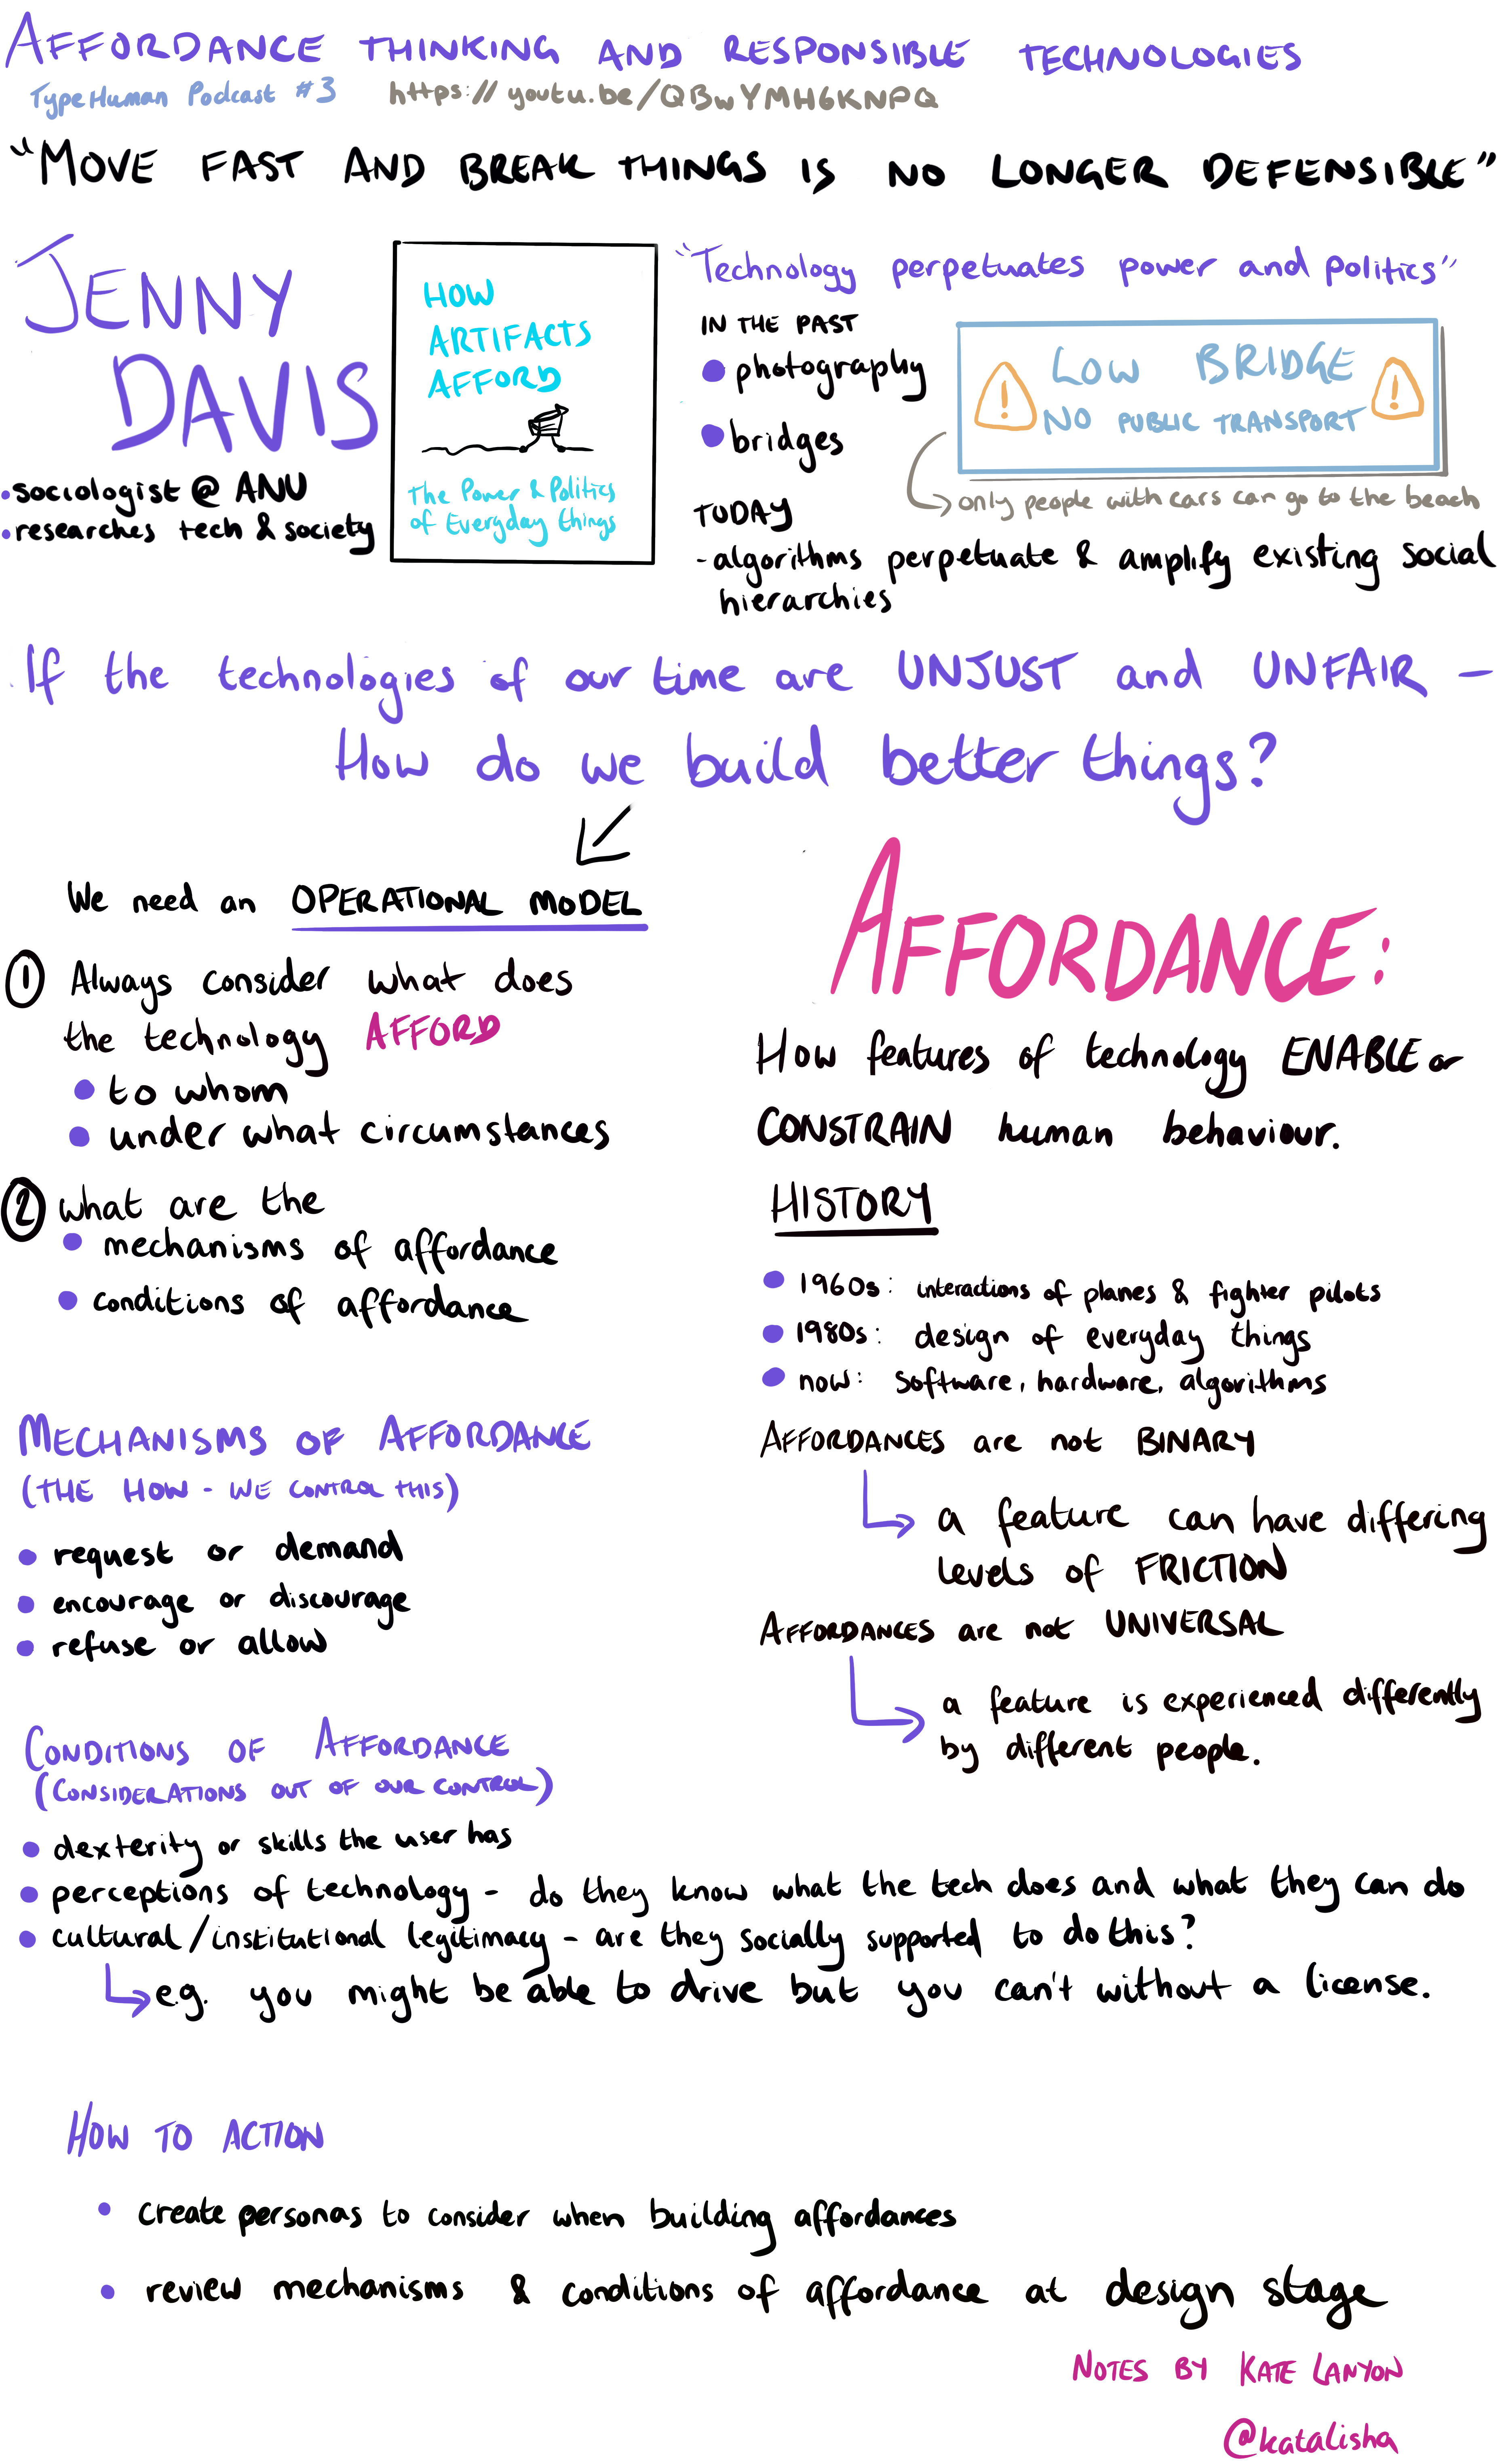 AFFORDANCE THINKING AND RESPONSIBLE TECHNOLOGIES
TypeHuman Podcast #3 https://youtu.be/QBwYMH6KNPQ
"MOVE FAST AND BREAK THINGS IS NO LONGER DEFENSIBLE"
JENNY
DAVIS
• sociologist @ ANU
• researches tech & society
HOW
ARTIFACTS
AFFORD
The Power & Politics
of Everyday things
"Technology perpetuates power and politics"
IN THE PAST
• photography
• bridges
! LOW BRIDGE !
NO PUBLIC TRANSPORT
only people with cars can go to the beach
TODAY
- algorithms perpetuate & amplify existing social
hierarchies
If the technologies of our time are UNJUST and UNFAIR –
How do we build better things?
We need an OPERATIONAL MODEL
1 Always consider what does
the technology AFFORD
• to whom
• under what circumstances
2 what are the
• mechanisms of affordance
• conditions of affordance
AFFORDANCE:
How features of technology ENABLE or
CONSTRAIN human behaviour.
HISTORY
• 1960s: interactions of planes & fighter pilots
• 1980s: design of everyday things
• now: software, hardware, algorithms
AFFORDANCES are not BINARY
a feature can have differing
levels of FRICTION
AFFORDANCES are not UNIVERSAL
a feature is experienced differently
by different people.
MECHANISMS OF AFFORDANCE
(THE HOW - WE CONTROL THIS)
• request or demand
• encourage or discourage
• refuse or allow
CONDITIONS OF AFFORDANCE
(CONSIDERATIONS OUT OF OUR CONTROL)
• dexterity or skills the user has
• perceptions of technology - do they know what the tech does and what they can do
• cultural/institutional legitimacy - are they socially supported to do this?
e.g. you might be able to drive but you can't without a license.
HOW TO ACTION
• create personas to consider when building affordances
• review mechanisms & conditions of affordance at design stage
NOTES BY KATE LANYON
@katalisha